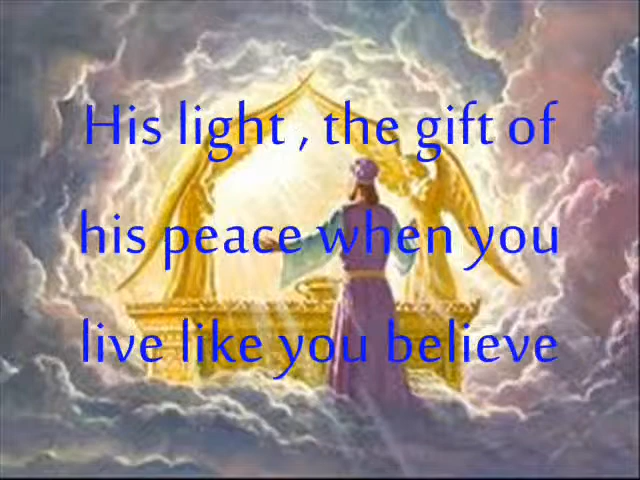 His light , the gift of
his peace when you
live like you believe